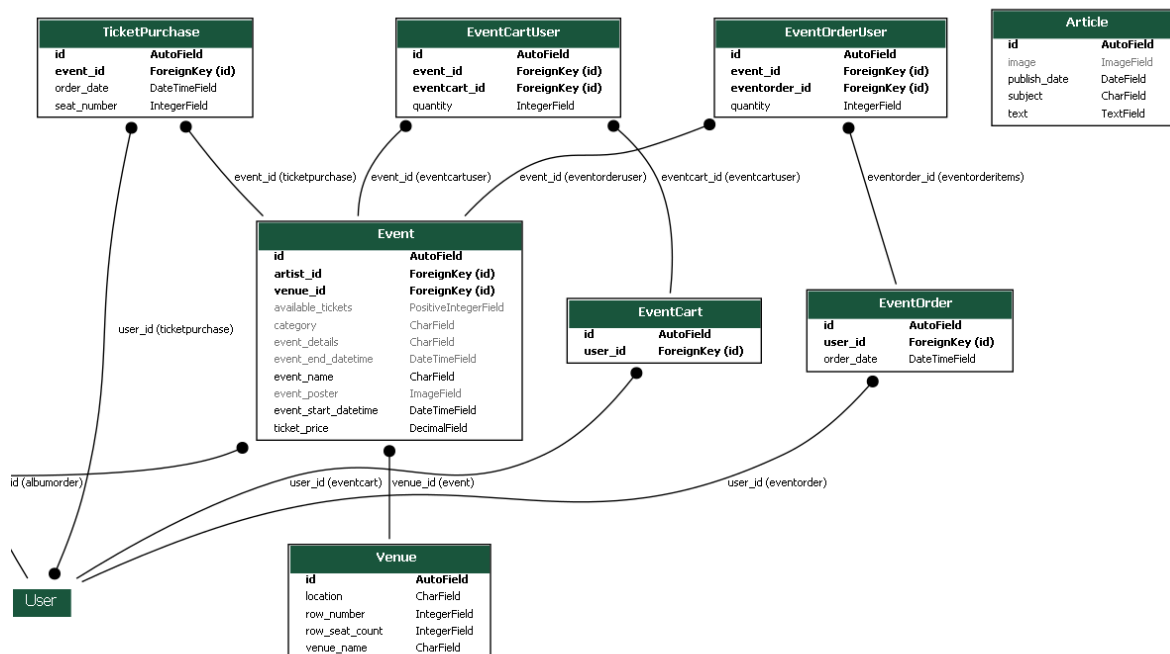 TicketPurchase
id AutoField
event_id ForeignKey (id)
order_date DateTimeField
seat_number IntegerField
EventCartUser
id AutoField
event_id ForeignKey (id)
eventcart_id ForeignKey (id)
quantity IntegerField
EventOrderUser
id AutoField
event_id ForeignKey (id)
eventorder_id ForeignKey (id)
quantity IntegerField
Article
id AutoField
image ImageField
publish_date DateField
subject CharField
text TextField
event_id (ticketpurchase)
event_id (eventcartuser)
event_id (eventorderuser)
eventcart_id (eventcartuser)
eventorder_id (eventorderitems)
Event
id AutoField
artist_id ForeignKey (id)
venue_id ForeignKey (id)
available_tickets PositiveIntegerField
category CharField
event_details CharField
event_end_datetime DateTimeField
event_name CharField
event_poster ImageField
event_start_datetime DateTimeField
ticket_price DecimalField
user_id (ticketpurchase)
EventCart
id AutoField
user_id ForeignKey (id)
EventOrder
id AutoField
user_id ForeignKey (id)
order_date DateTimeField
id (albumorder)
user_id (eventcart)
venue_id (event)
user_id (eventorder)
Venue
id AutoField
location CharField
row_number IntegerField
row_seat_count IntegerField
venue_name CharField
User